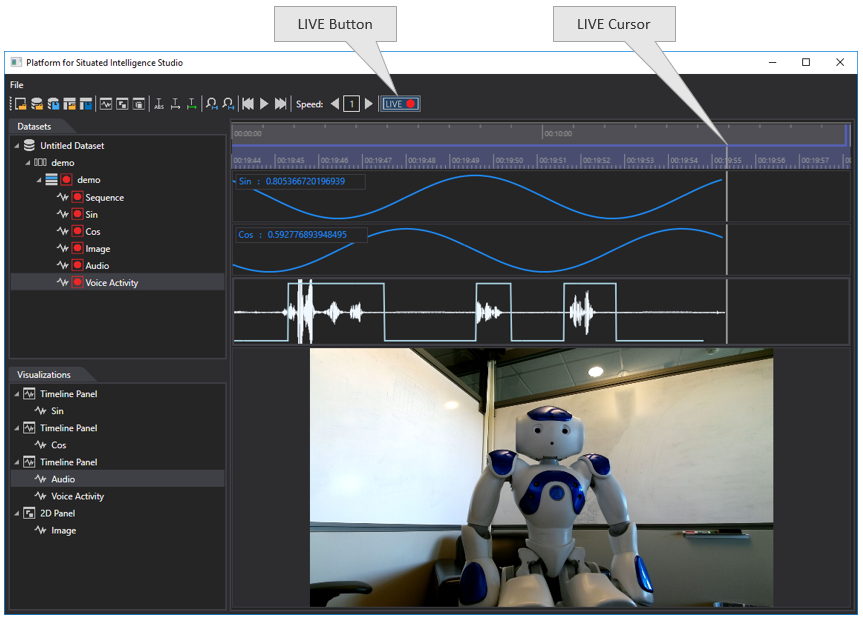 LIVE Button
LIVE Cursor
Platform for Situated Intelligence Studio
File
ABS
Speed:
1
LIVE
Datasets
Untitled Dataset
demo
demo
Sequence
Sin
Cos
Image
Audio
Voice Activity
00:00:00
00:10:00
00:19:44 00:19:45 00:19:46 00:19:47 00:19:48 00:19:49 00:19:50 00:19:51 00:19:52 00:19:53 00:19:54 00:19:55 00:19:56 00:19:57
Sin : 0.805366720196939
Cos : 0.592776893948495
Visualizations
Timeline Panel
Sin
Timeline Panel
Cos
Timeline Panel
Audio
Voice Activity
2D Panel
Image